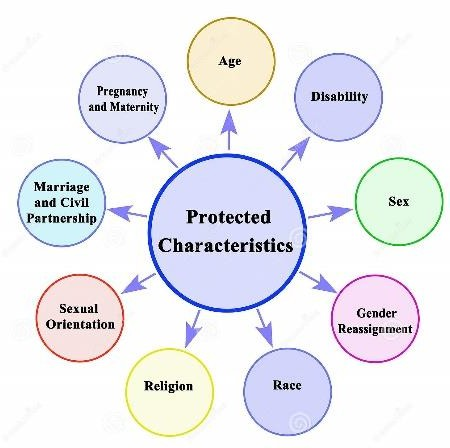 Age
Disability
Sex
Gender
Reassignment
Race
Religion
Sexual
Orientation
Marriage
and Civil
Partnership
Pregnancy
and Maternity
Protected
Characteristics